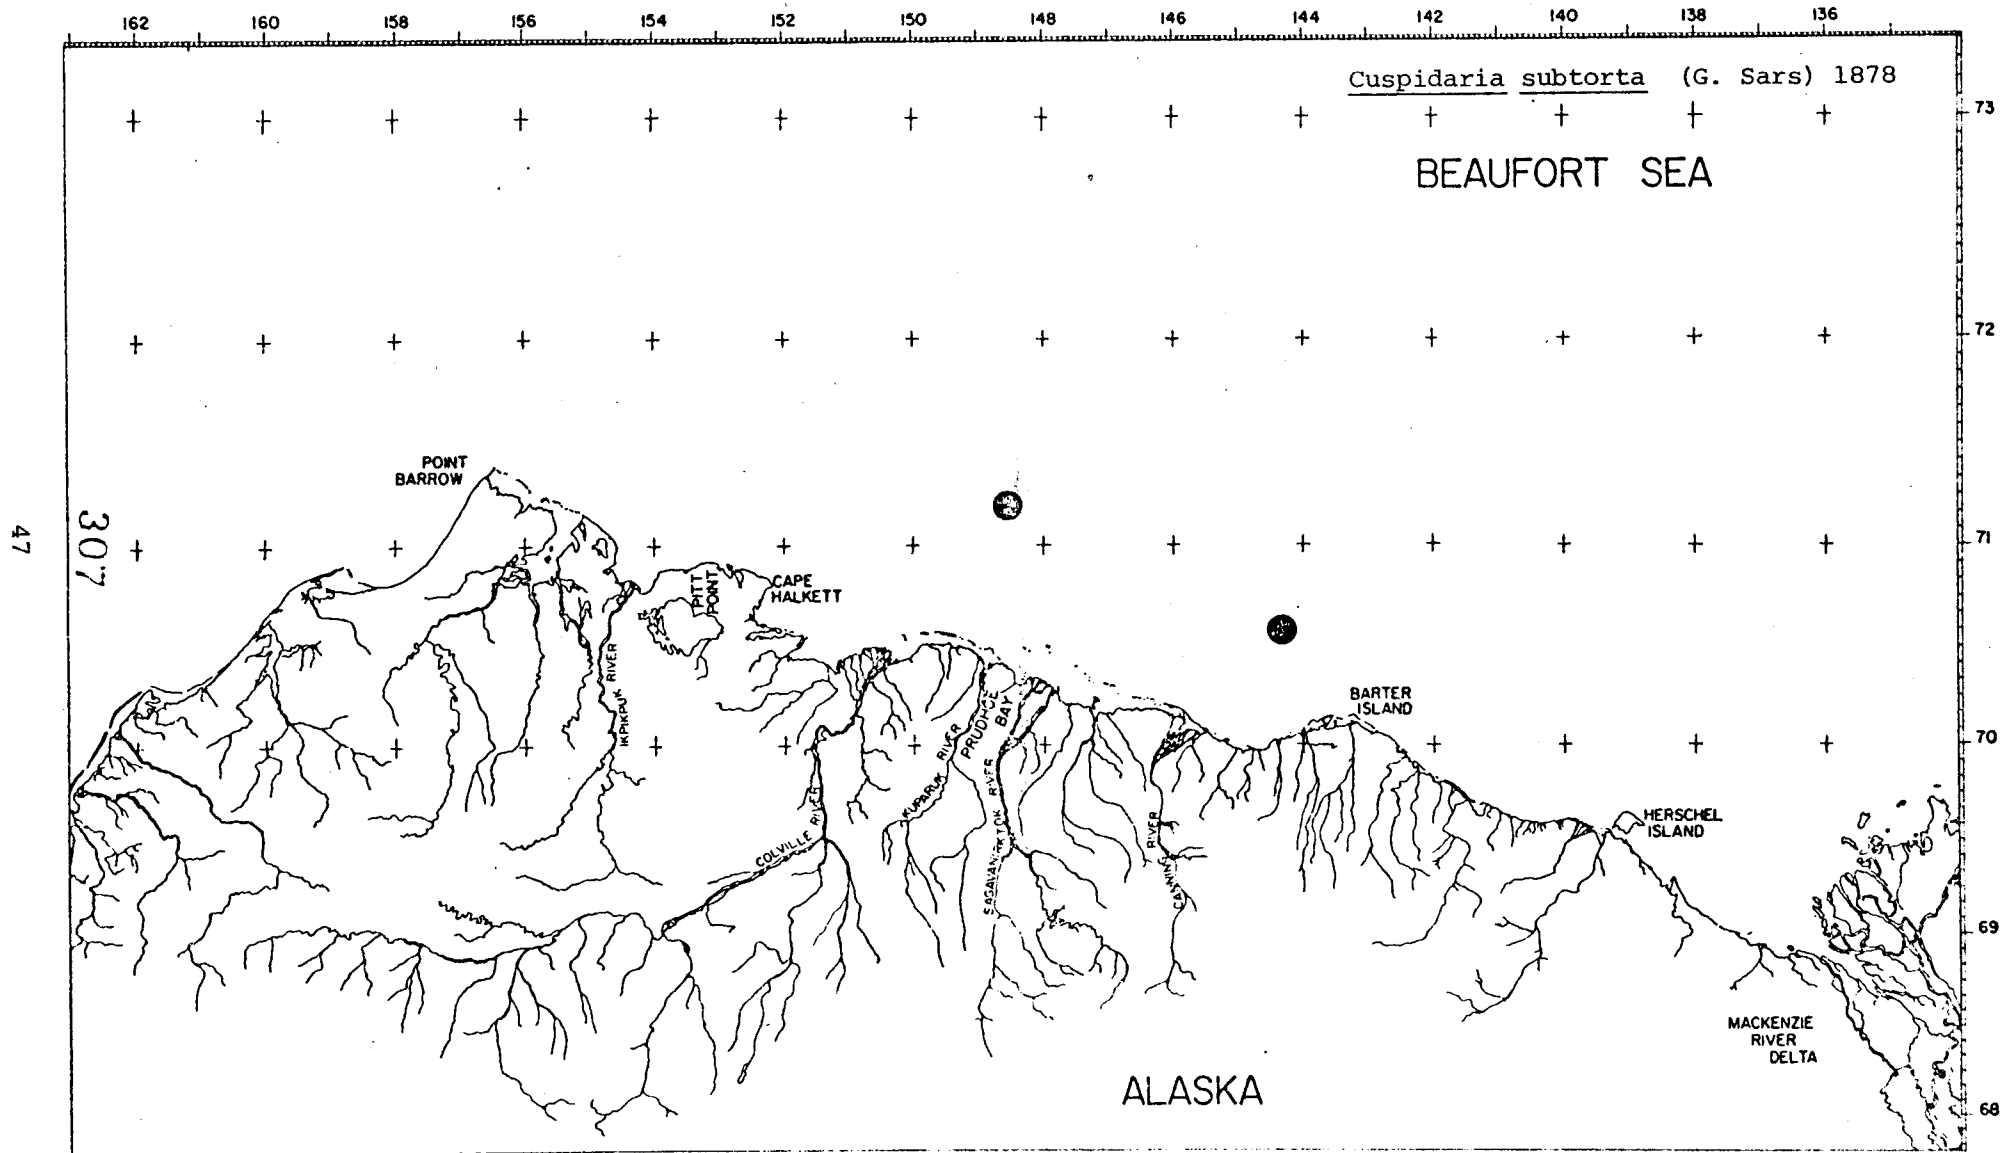 162 160 158 156 154 152 150 148 146 144 142 140 138 136
Cuspidaria subtorta (G. Sars) 1878
73
BEAUFORT SEA
72
POINT
BARROW
71
PITT
POINT
CAPE
HALKETT
IKPIKPUK RIVER
BARTER
ISLAND
PRUDHOE
BAY
70
KUPARUK RIVER
COLVILLE RIVER
SAGAVANIRKTOK RIVER
CANNING RIVER
HERSCHEL
ISLAND
69
MACKENZIE
RIVER
DELTA
ALASKA
68
47
307